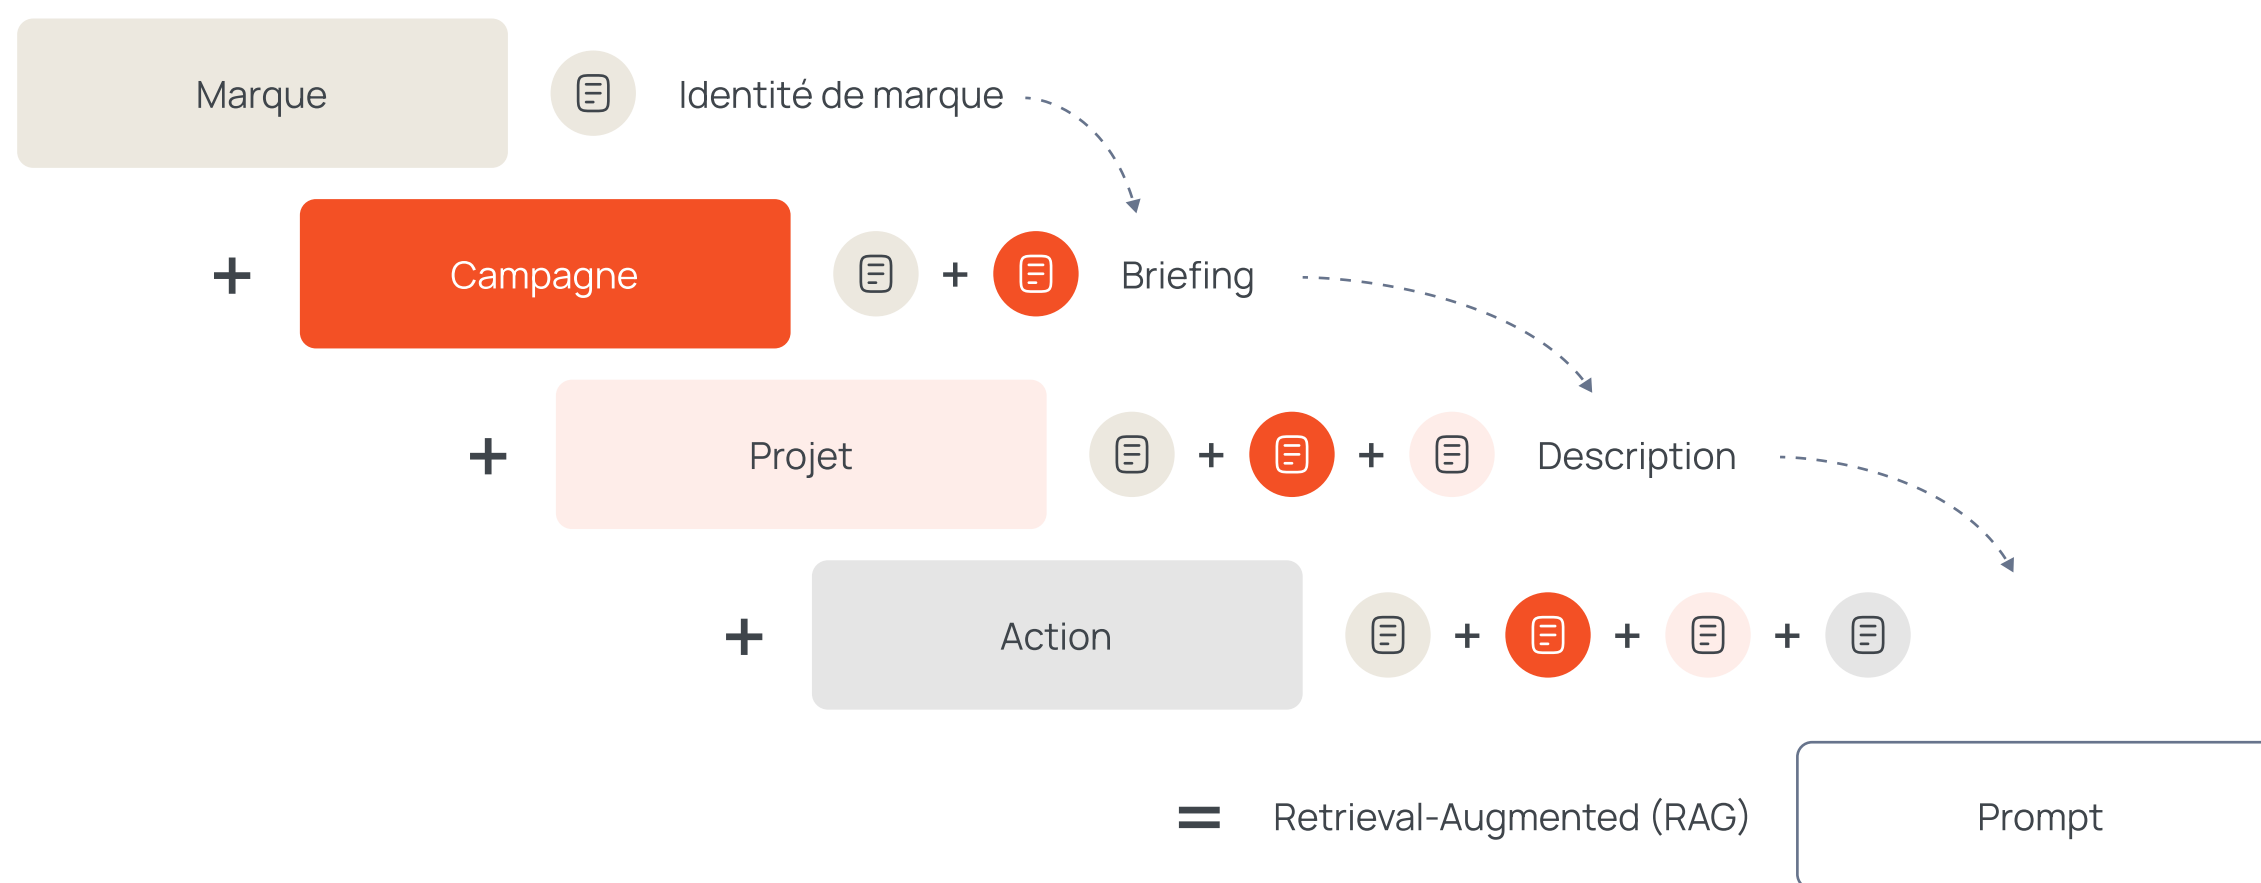 Marque
Identité de marque
+
Campagne
+
Briefing
+
Projet
+
+
Description
+
Action
+
+
+
=
Retrieval-Augmented (RAG)
Prompt